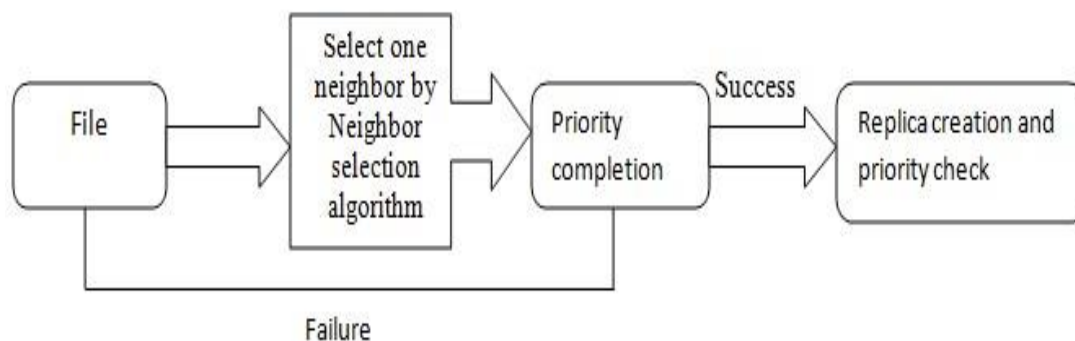 File
Select one
neighbor by
Neighbor
selection
algorithm
Priority
completion
Success
Replica creation and
priority check
Failure